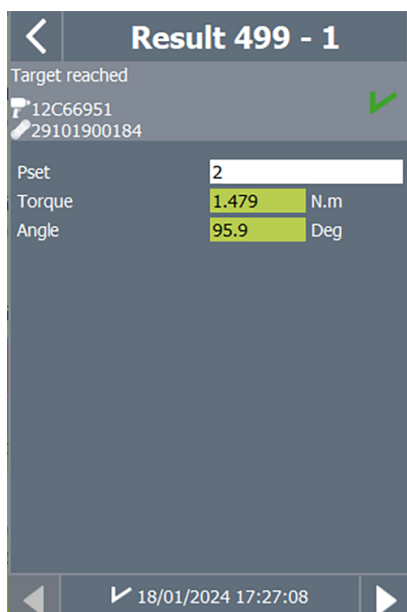 Result 499 - 1
Target reached
12C66951
29101900184
Pset 2
Torque 1.479 N.m
Angle 95.9 Deg
18/01/2024 17:27:08